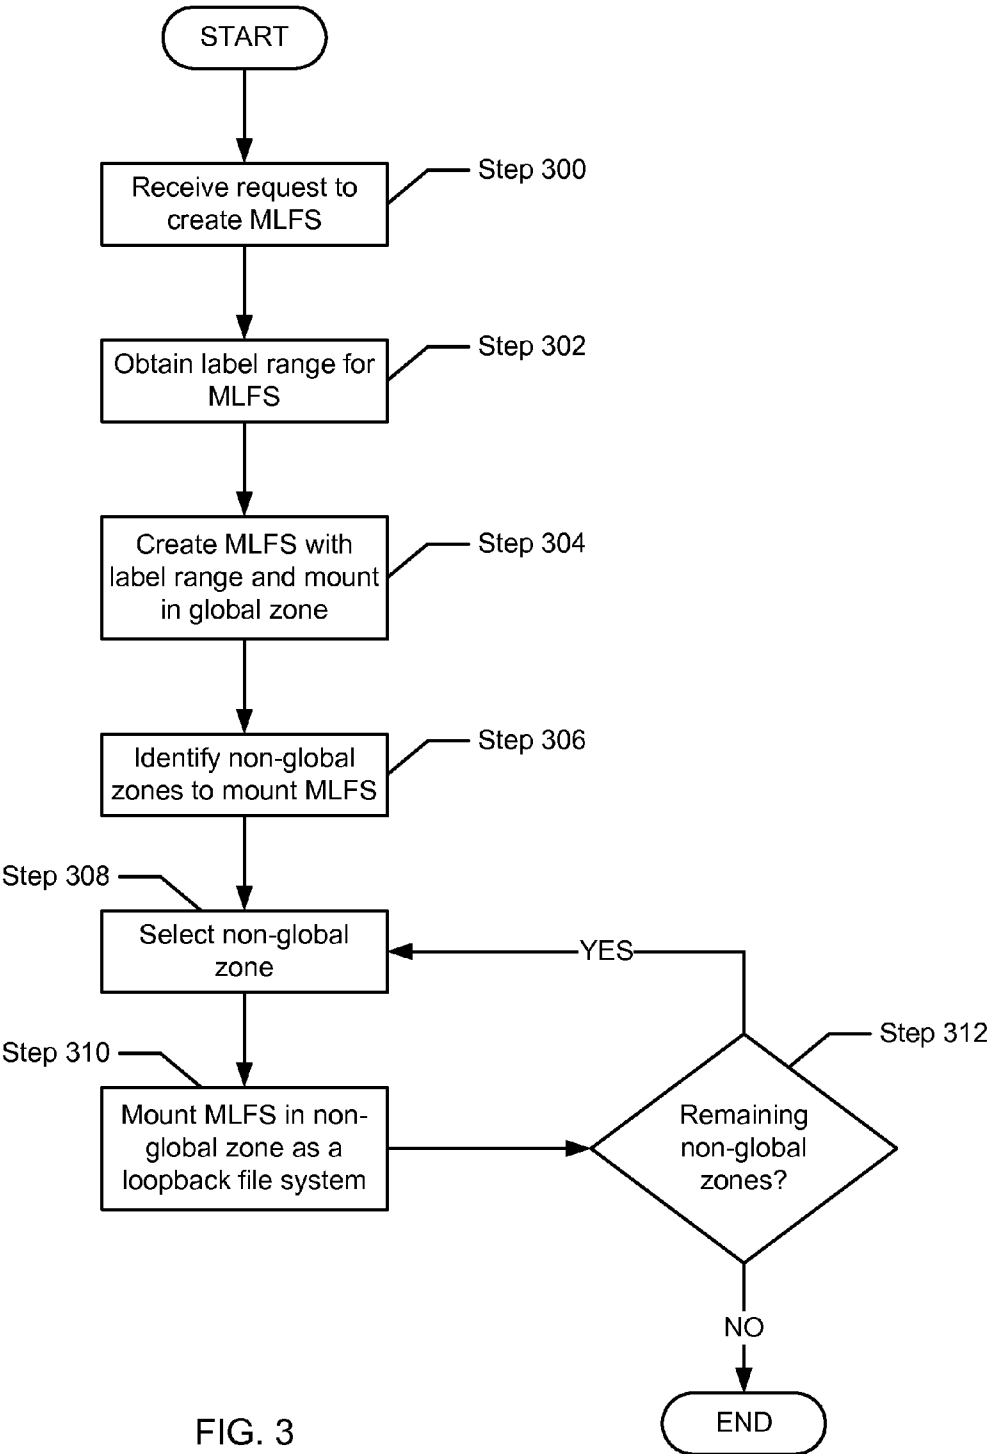 START
Step 300
Receive request to
create MLFS
Step 302
Obtain label range for
MLFS
Step 304
Create MLFS with
label range and mount
in global zone
Step 306
Identify non-global
zones to mount MLFS
Step 308
Select non-global
zone
YES
Step 310
Mount MLFS in non-
global zone as a
loopback file system
Step 312
Remaining
non-global
zones?
NO
END
FIG. 3